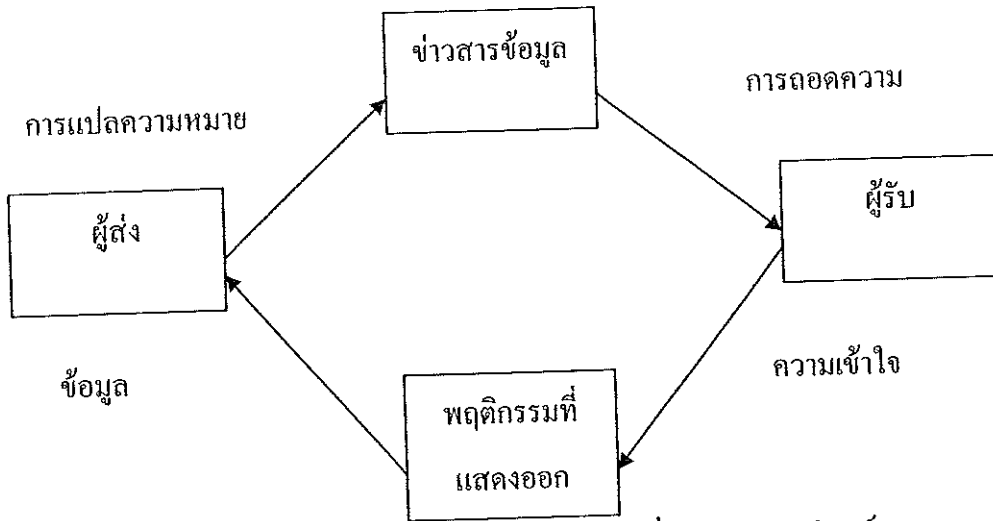 ข่าวสารข้อมูล
การถอดความ
การแปลความหมาย
ผู้รับ
ผู้ส่ง
ความเข้าใจ
ข้อมูล
พฤติกรรมที่
แสดงออก